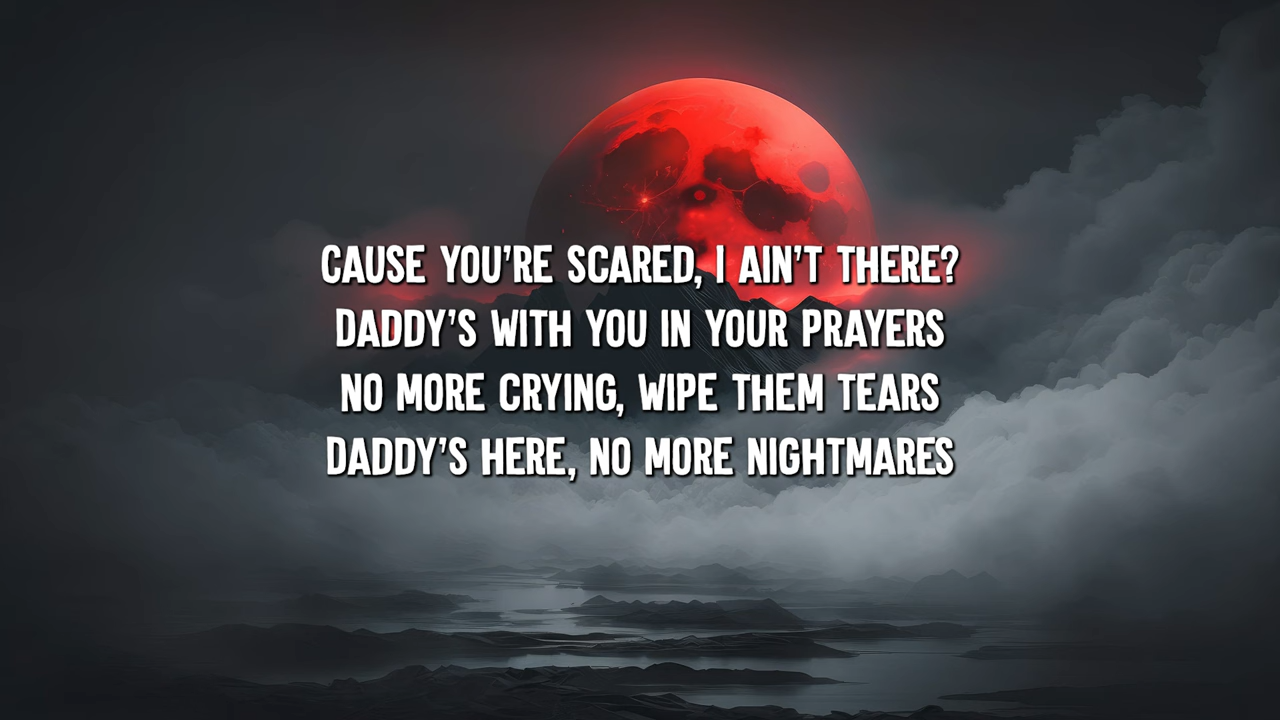 CAUSE YOU'RE SCARED, I AIN'T THERE?
DADDY'S WITH YOU IN YOUR PRAYERS
NO MORE CRYING, WIPE THEM TEARS
DADDY'S HERE, NO MORE NIGHTMARES